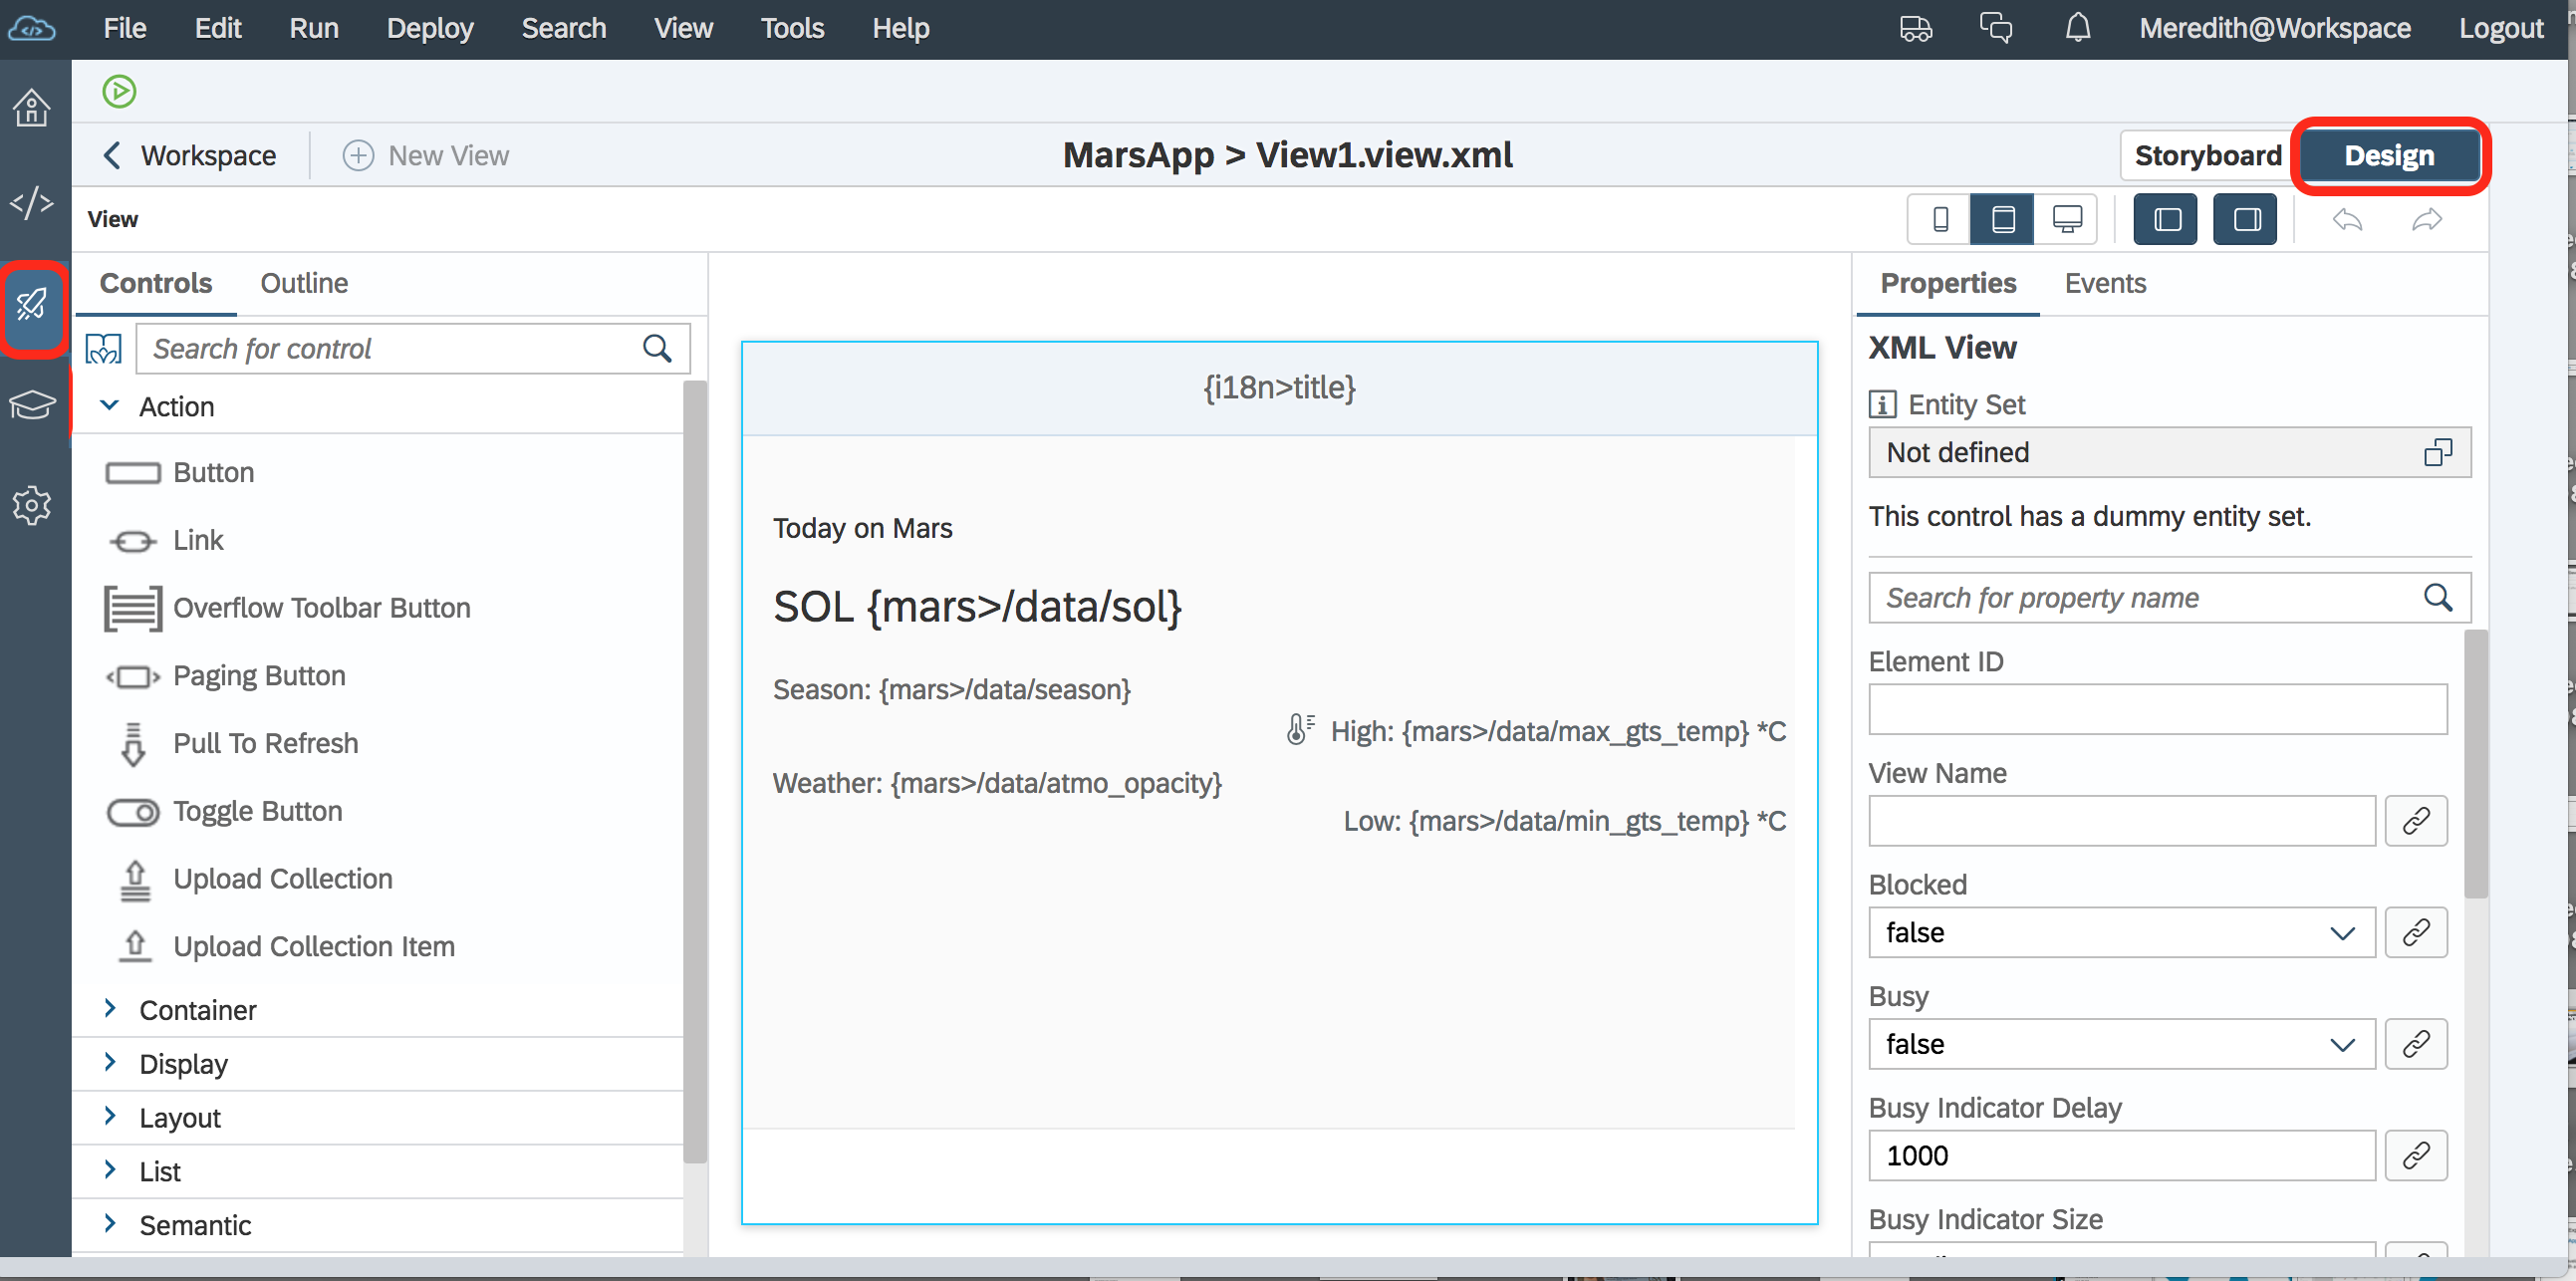 File Edit Run Deploy Search View Tools Help Meredith@Workspace Logout
Workspace New View MarsApp > View1.view.xml Storyboard Design
View
Controls Outline
Search for control
Action
Button
Link
Overflow Toolbar Button
Paging Button
Pull To Refresh
Toggle Button
Upload Collection
Upload Collection Item
Container
Display
Layout
List
Semantic
{i18n>title}
Today on Mars
SOL {mars>/data/sol}
Season: {mars>/data/season}
High: {mars>/data/max_gts_temp} *C
Weather: {mars>/data/atmo_opacity}
Low: {mars>/data/min_gts_temp} *C
Properties Events
XML View
Entity Set
Not defined
This control has a dummy entity set.
Search for property name
Element ID
View Name
Blocked
false
Busy
false
Busy Indicator Delay
1000
Busy Indicator Size